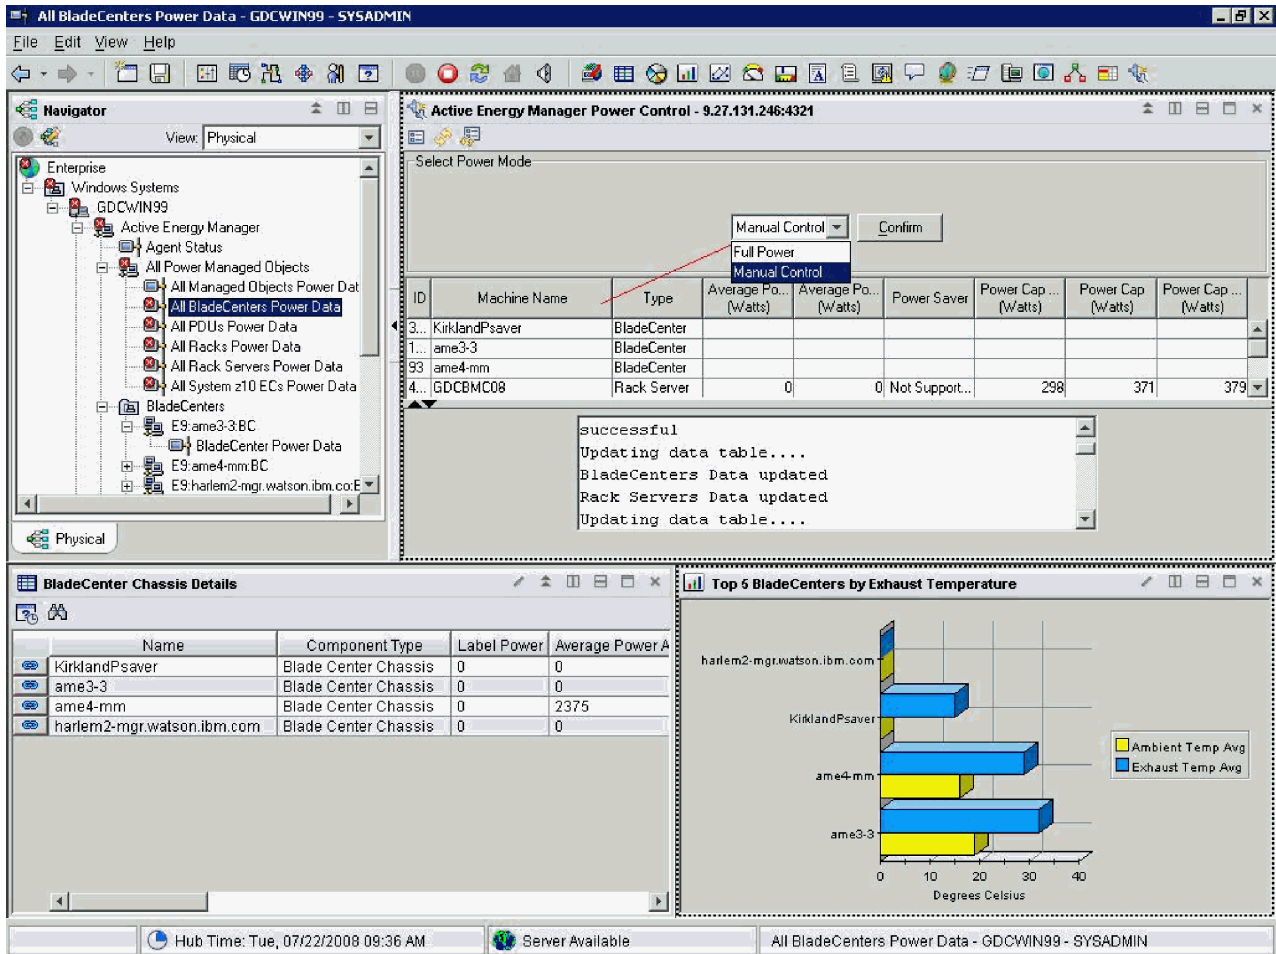 All BladeCenters Power Data - GDCWIN99 - SYSADMIN
File Edit View Help
Navigator
View: Physical
Enterprise
Windows Systems
GDCWIN99
Active Energy Manager
Agent Status
All Power Managed Objects
All Managed Objects Power Dat
All BladeCenters Power Data
All PDUs Power Data
All Racks Power Data
All Rack Servers Power Data
All System z10 ECs Power Data
BladeCenters
E9:ame3-3:BC
BladeCenter Power Data
E9:ame4-mm:BC
E9:harlem2-mgr.watson.ibm.co:E
Physical
Active Energy Manager Power Control - 9.27.131.246:4321
Select Power Mode
Manual Control Confirm
Full Power
Manual Control
ID Machine Name Type Average Po... (Watts) Average Po... (Watts) Power Saver Power Cap ... (Watts) Power Cap (Watts) Power Cap ... (Watts)
3... KirklandPsaver BladeCenter
1... ame3-3 BladeCenter
93 ame4-mm BladeCenter
4... GDCBMC08 Rack Server 0 0 Not Support... 298 371 379
successful
Updating data table....
BladeCenters Data updated
Rack Servers Data updated
Updating data table....
BladeCenter Chassis Details
Name Component Type Label Power Average Power A
KirklandPsaver Blade Center Chassis 0 0
ame3-3 Blade Center Chassis 0 0
ame4-mm Blade Center Chassis 0 2375
harlem2-mgr.watson.ibm.com Blade Center Chassis 0 0
Top 5 BladeCenters by Exhaust Temperature
harlem2-mgr.watson.ibm.com
KirklandPsaver
ame4-mm
ame3-3
0 10 20 30 40
Degrees Celsius
Ambient Temp Avg
Exhaust Temp Avg
Hub Time: Tue, 07/22/2008 09:36 AM
Server Available
All BladeCenters Power Data - GDCWIN99 - SYSADMIN